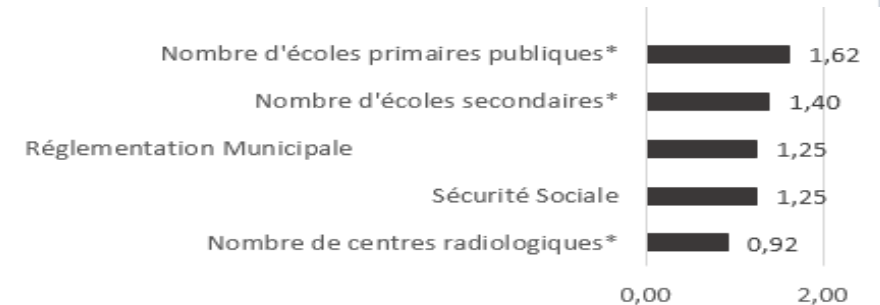 Nombre d'écoles primaires publiques* 1,62
Nombre d'écoles secondaires* 1,40
Réglementation Municipale 1,25
Sécurité Sociale 1,25
Nombre de centres radiologiques* 0,92
0,00 2,00